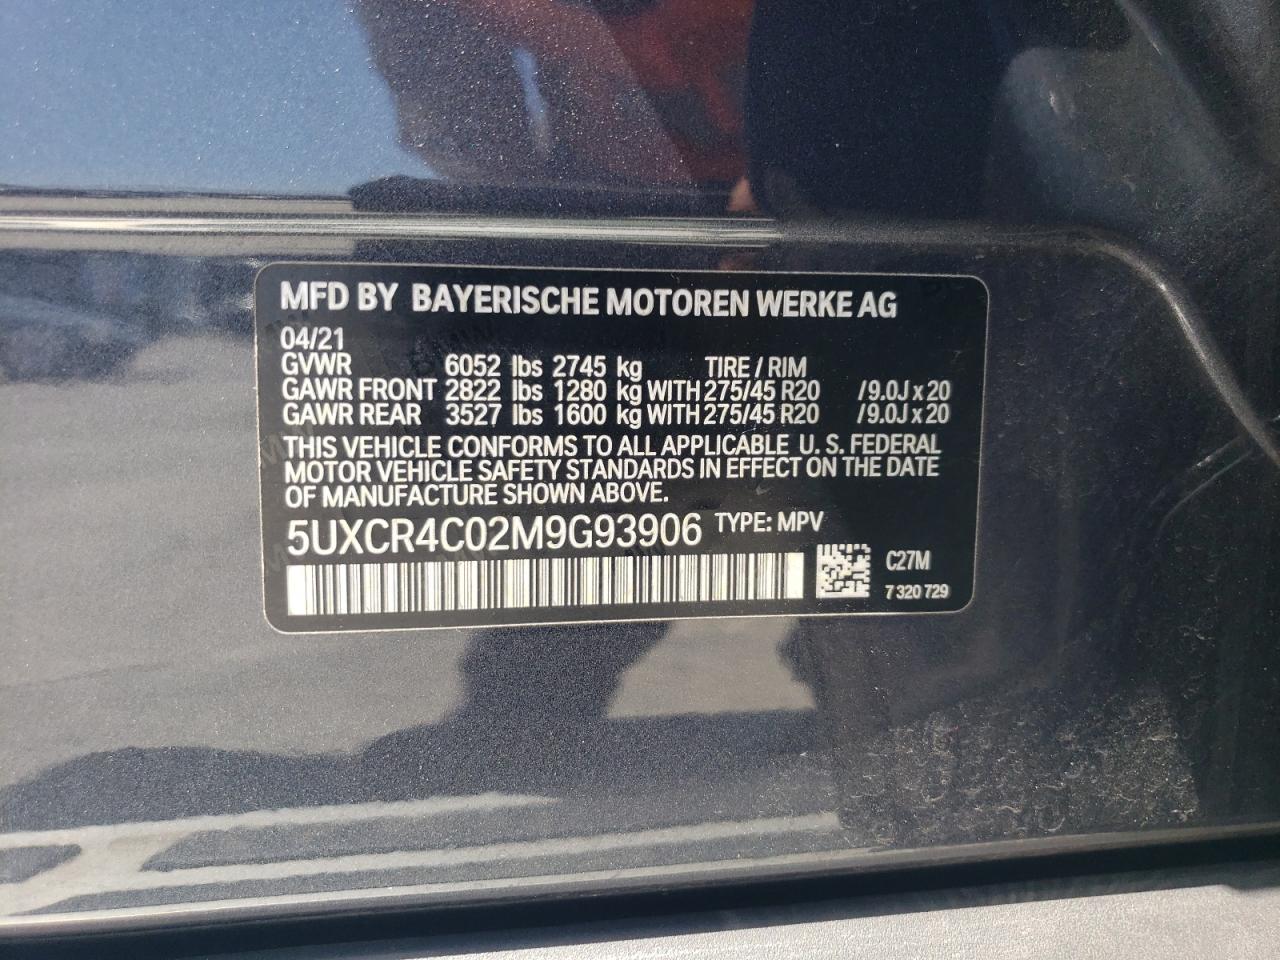 MFD BY BAYERISCHE MOTOREN WERKE AG
04/21
GVWR 6052 lbs 2745 kg TIRE / RIM
GAWR FRONT 2822 lbs 1280 kg WITH 275/45 R20 /9.0J x 20
GAWR REAR 3527 lbs 1600 kg WITH 275/45 R20 /9.0J x 20
THIS VEHICLE CONFORMS TO ALL APPLICABLE U. S. FEDERAL
MOTOR VEHICLE SAFETY STANDARDS IN EFFECT ON THE DATE
OF MANUFACTURE SHOWN ABOVE.
5UXCR4C02M9G93906 TYPE: MPV
C27M
7 320 729